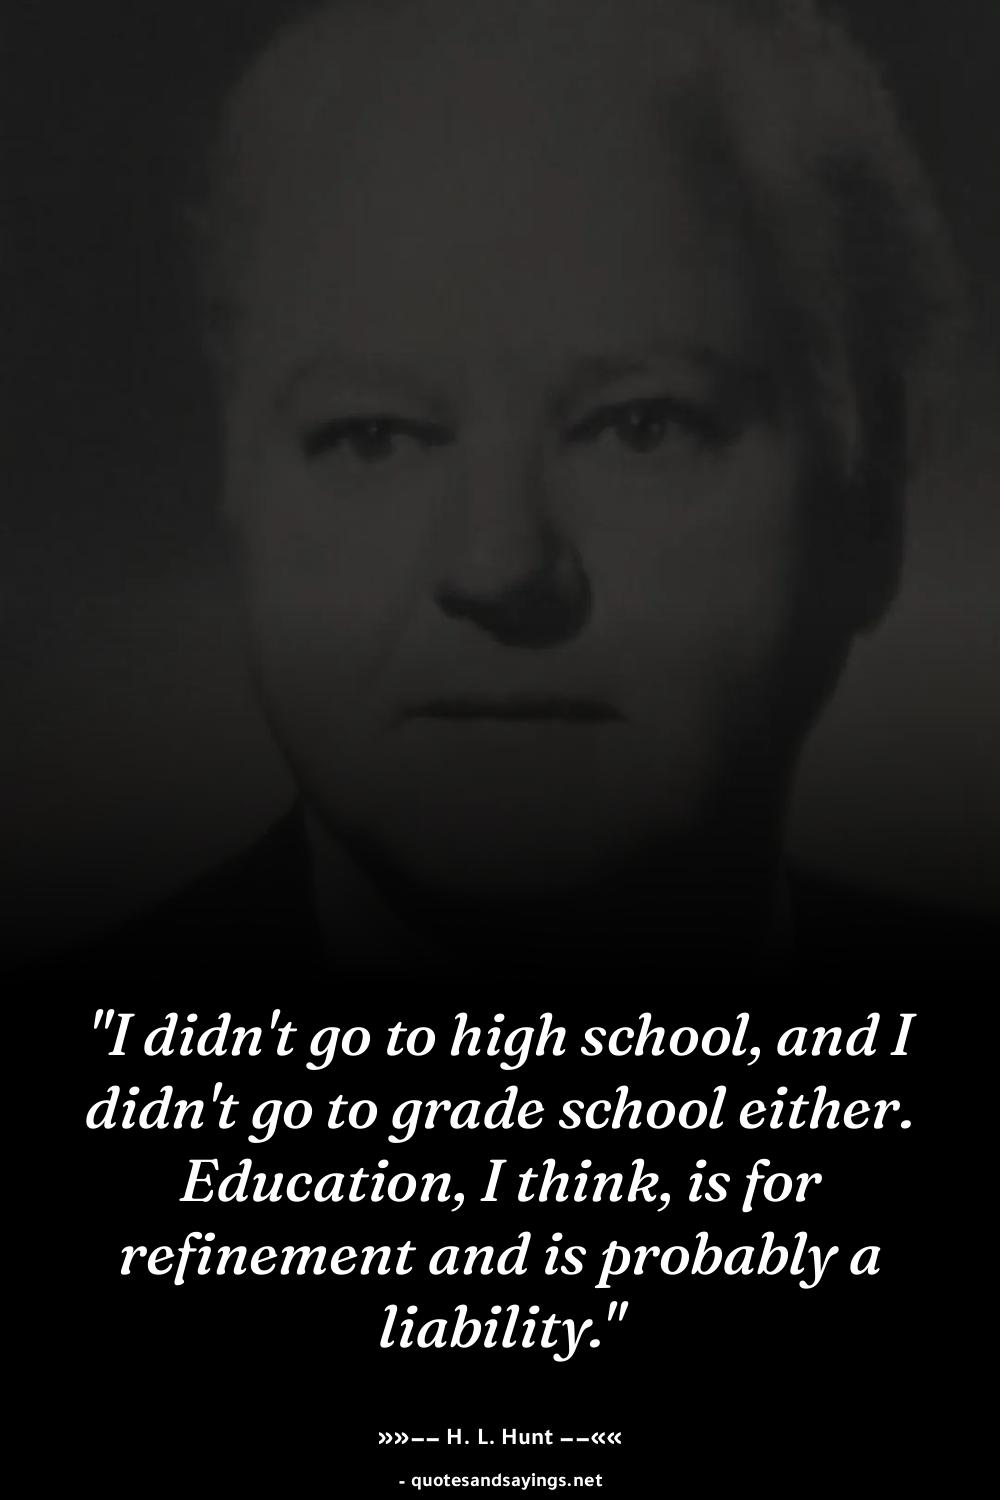 "I didn't go to high school, and I
didn't go to grade school either.
Education, I think, is for
refinement and is probably a
liability."
»»−− H. L. Hunt −−««
- quotesandsayings.net